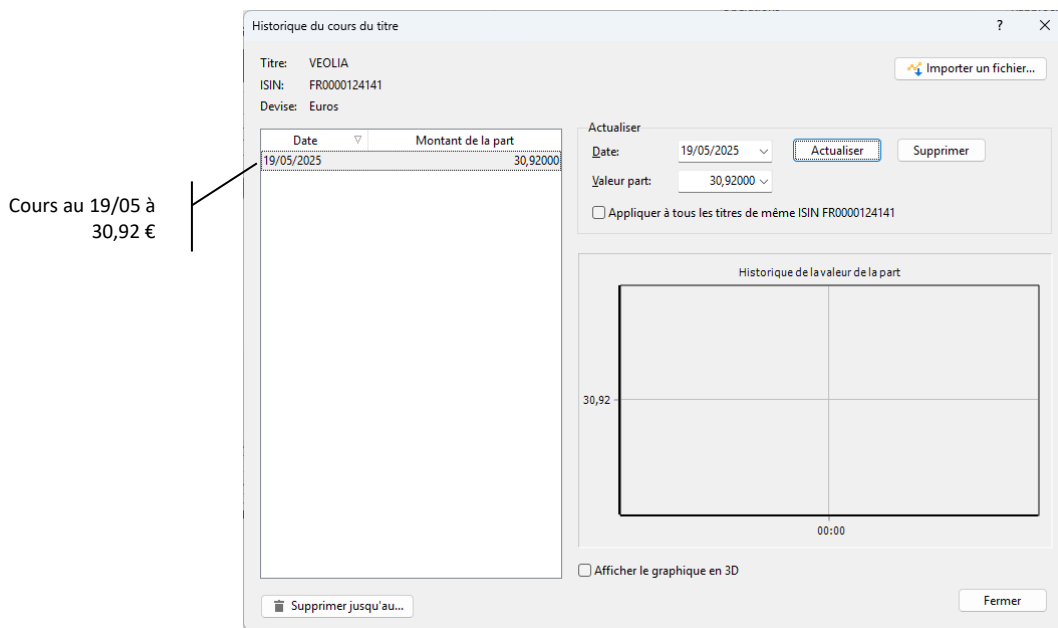 Historique du cours du titre
?
Titre: VEOLIA
ISIN: FR0000124141
Devise: Euros
Importer un fichier...
Date Montant de la part
19/05/2025 30,92000
Cours au 19/05 à
30,92 €
Actualiser
Date: 19/05/2025 Actualiser Supprimer
Valeur part: 30,92000
Appliquer à tous les titres de même ISIN FR0000124141
Historique de la valeur de la part
30,92
00:00
Afficher le graphique en 3D
Supprimer jusqu'au...
Fermer